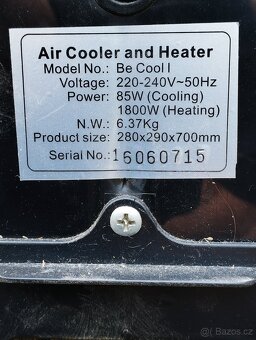 Air Cooler and Heater
Model No.: Be Cool I
Voltage: 220-240V~50Hz
Power: 85W (Cooling)
1800W (Heating)
N.W.: 6.37Kg
Product size: 280x290x700mm
Serial No.: 16060715
© Bazos.cz